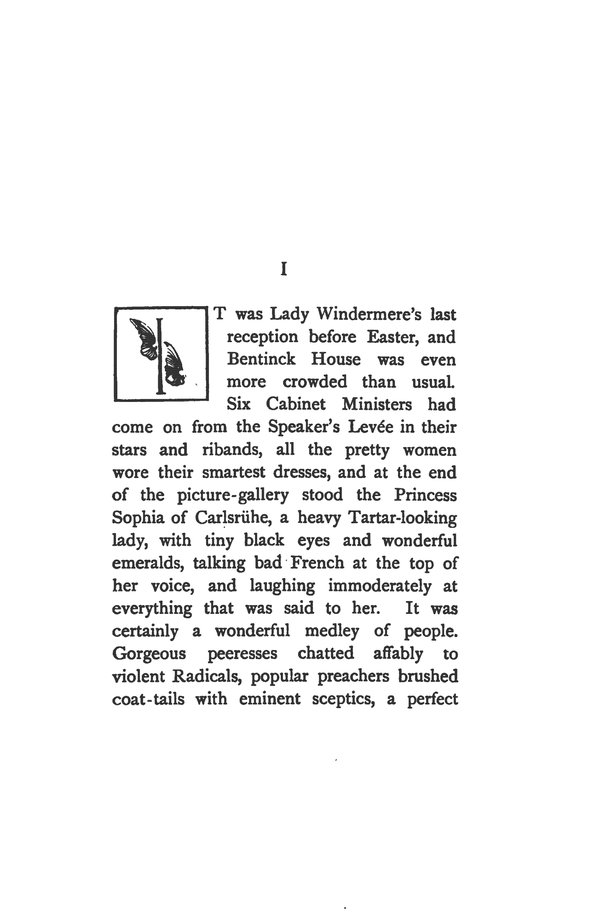 I
IT was Lady Windermere's last
reception before Easter, and
Bentinck House was even
more crowded than usual.
Six Cabinet Ministers had
come on from the Speaker's Levée in their
stars and ribands, all the pretty women
wore their smartest dresses, and at the end
of the picture-gallery stood the Princess
Sophia of Carlsrühe, a heavy Tartar-looking
lady, with tiny black eyes and wonderful
emeralds, talking bad French at the top of
her voice, and laughing immoderately at
everything that was said to her. It was
certainly a wonderful medley of people.
Gorgeous peeresses chatted affably to
violent Radicals, popular preachers brushed
coat-tails with eminent sceptics, a perfect